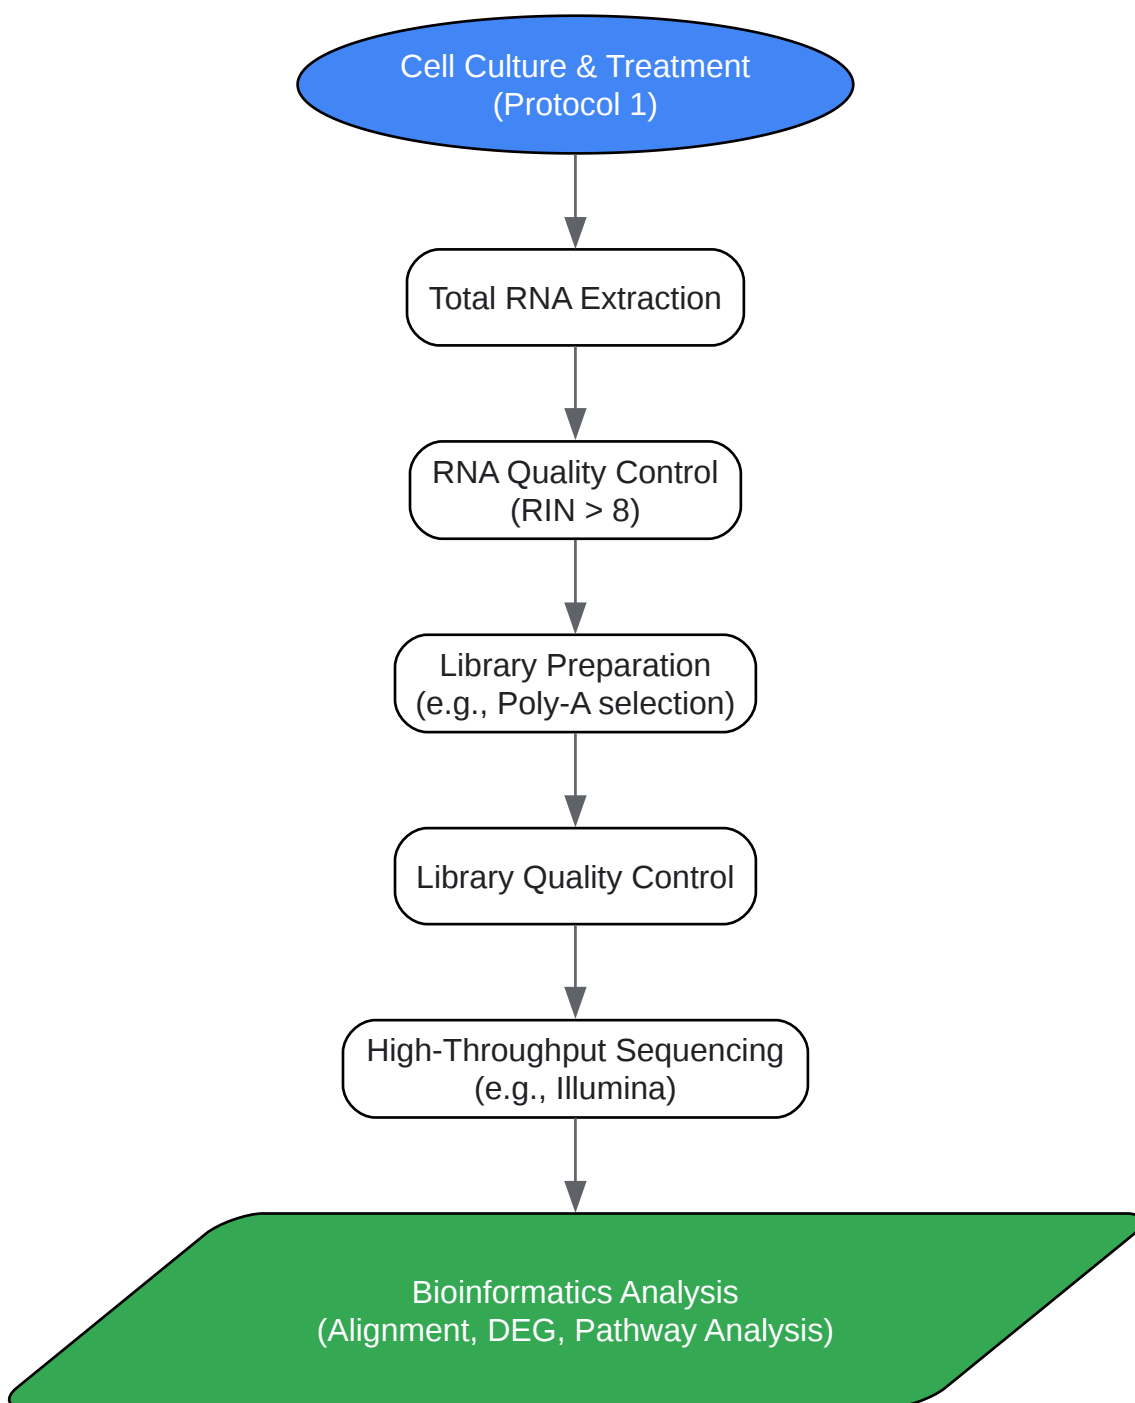 Cell Culture & Treatment
(Protocol 1)
Total RNA Extraction
RNA Quality Control
(RIN > 8)
Library Preparation
(e.g., Poly-A selection)
Library Quality Control
High-Throughput Sequencing
(e.g., Illumina)
Bioinformatics Analysis
(Alignment, DEG, Pathway Analysis)